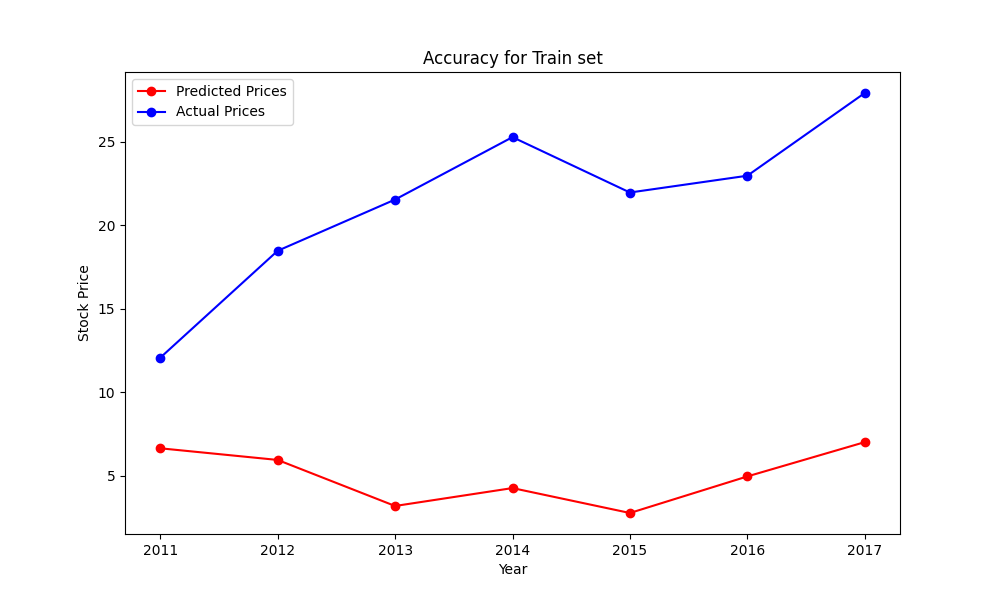 Accuracy for Train set
Predicted Prices
Actual Prices
Stock Price
25
20
15
10
5
2011 2012 2013 2014 2015 2016 2017
Year